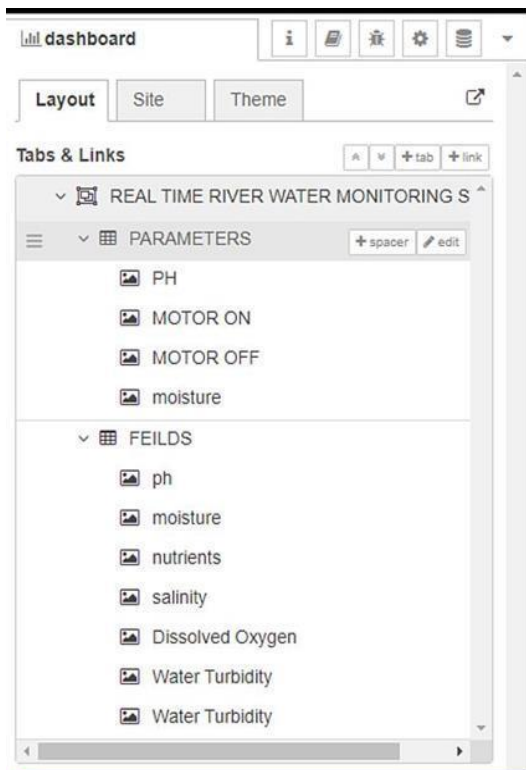 dashboard
Layout Site Theme
Tabs & Links +tab +link
REAL TIME RIVER WATER MONITORING S
PARAMETERS +spacer edit
PH
MOTOR ON
MOTOR OFF
moisture
FEILDS
ph
moisture
nutrients
salinity
Dissolved Oxygen
Water Turbidity
Water Turbidity